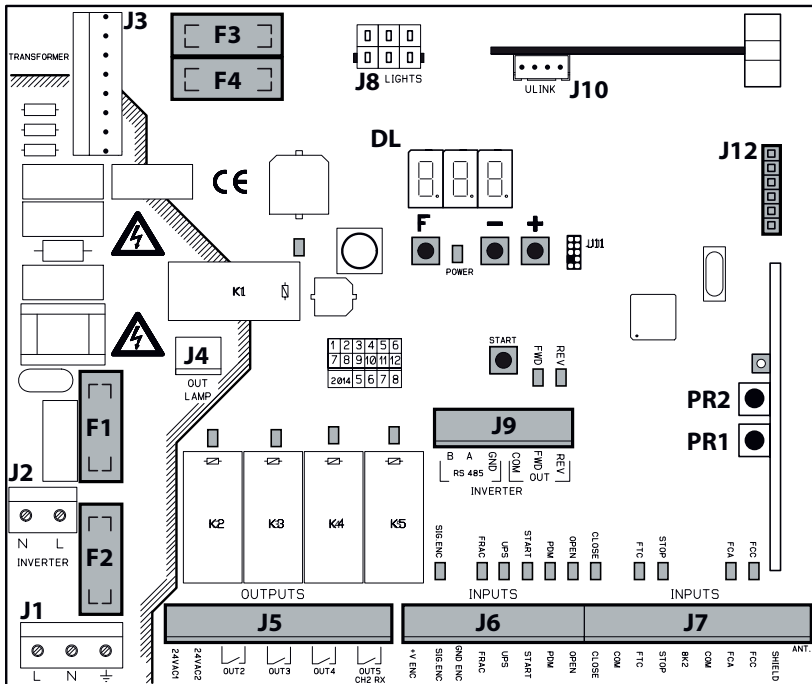 J3
F3
F4
TRANSFORMER
J8 LIGHTS
ULINK J10
DL
J12
8.8.8.
CE
F - +
POWER
J11
K1
J4
OUT
LAMP
1 2 3 4 5 6
7 8 9 10 11 12
2014 5 6 7 8
START
FWD
REV
PR2
PR1
F1
J9
B A GND COM FWD REV
RS 485 OUT
INVERTER
J2
N L
INVERTER
F2
K2 K3 K4 K5
SIG.ENC FRAC UPS START PDM OPEN CLOSE FTC STOP FCA FCC
OUTPUTS INPUTS INPUTS
J1
J5 J6 J7
L N
24VAC1 24VAC2 OUT2 OUT3 OUT4 OUT5
CH2 RX
+V ENC SIG.ENC GND ENC FRAC UPS START PDM OPEN CLOSE COM FTC STOP BK2 COM FCA FCC SHIELD ANT.